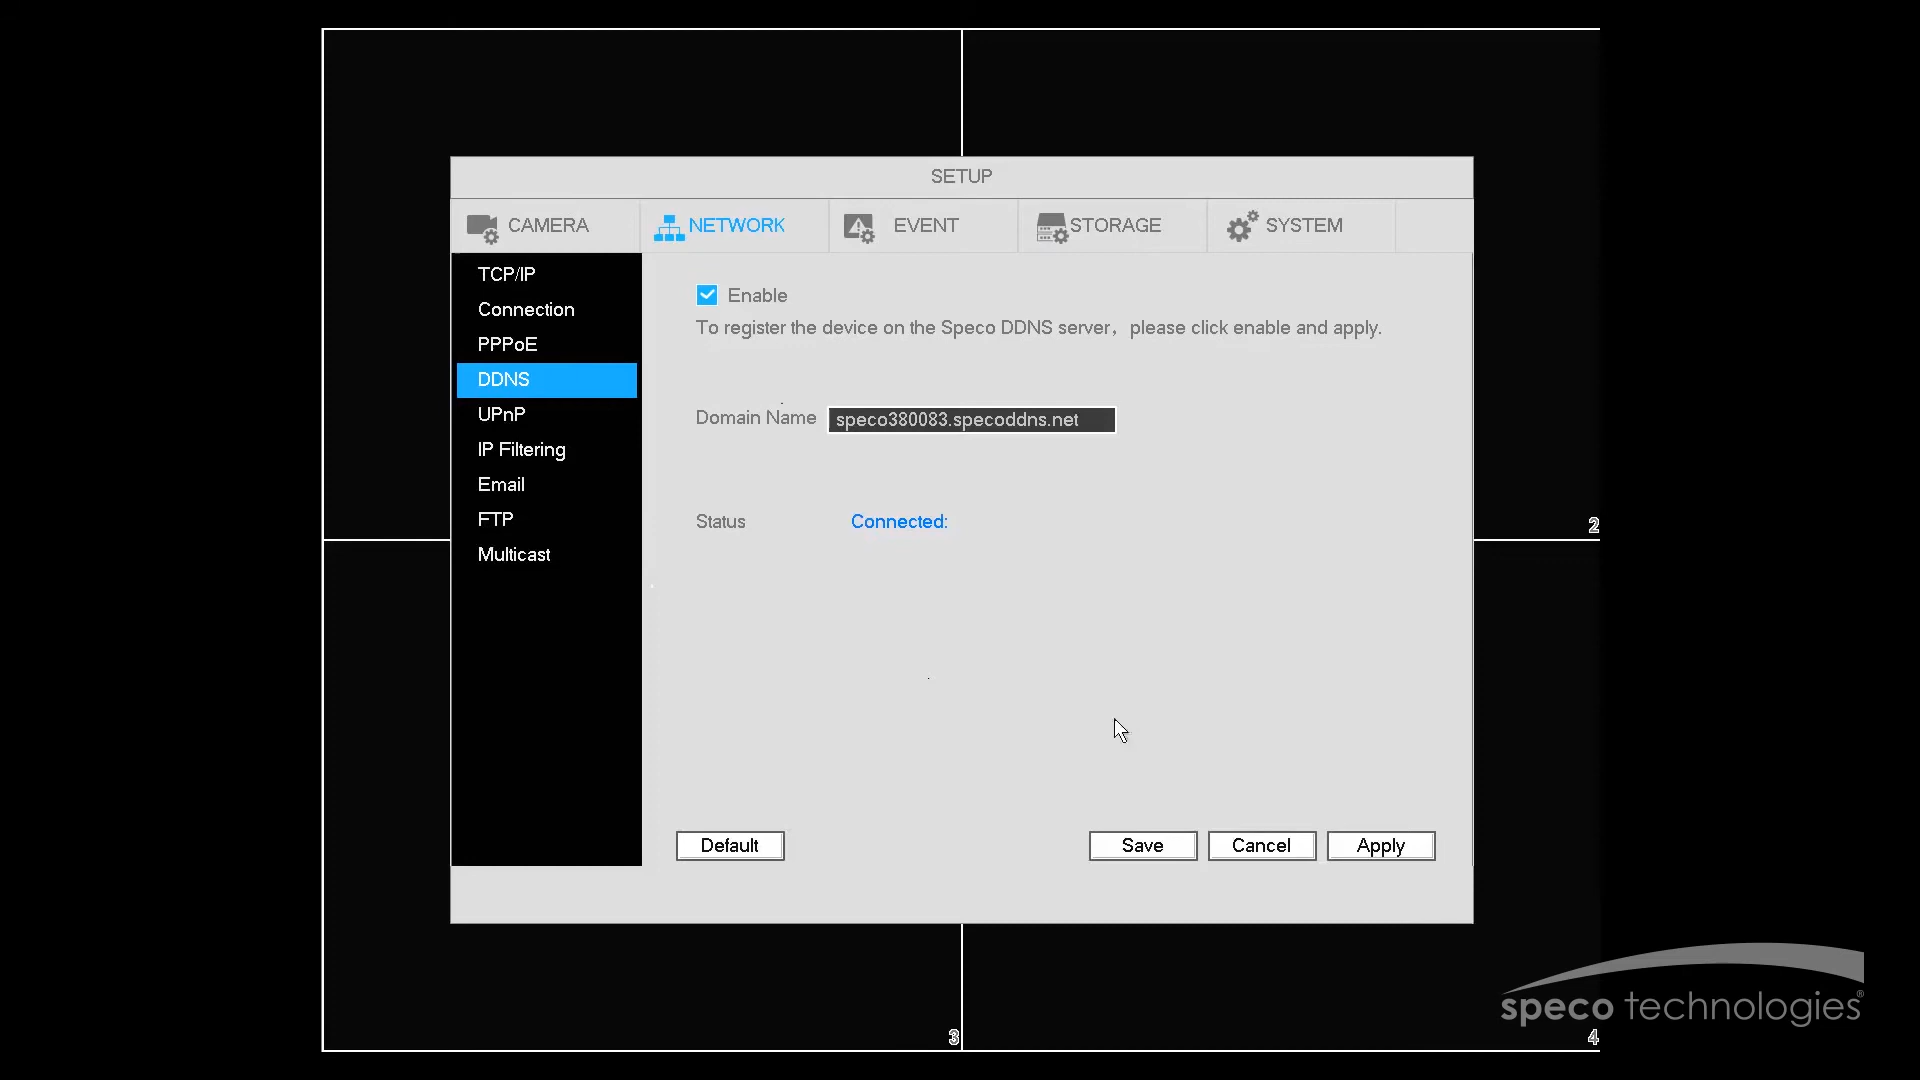 SETUP
CAMERA NETWORK EVENT STORAGE SYSTEM
TCP/IP
Connection
PPPoE
DDNS
UPnP
IP Filtering
Email
FTP
Multicast
Enable
To register the device on the Speco DDNS server, please click enable and apply.
Domain Name speco380083.specoddns.net
Status Connected:
Default Save Cancel Apply
2
3
4
speco technologies®